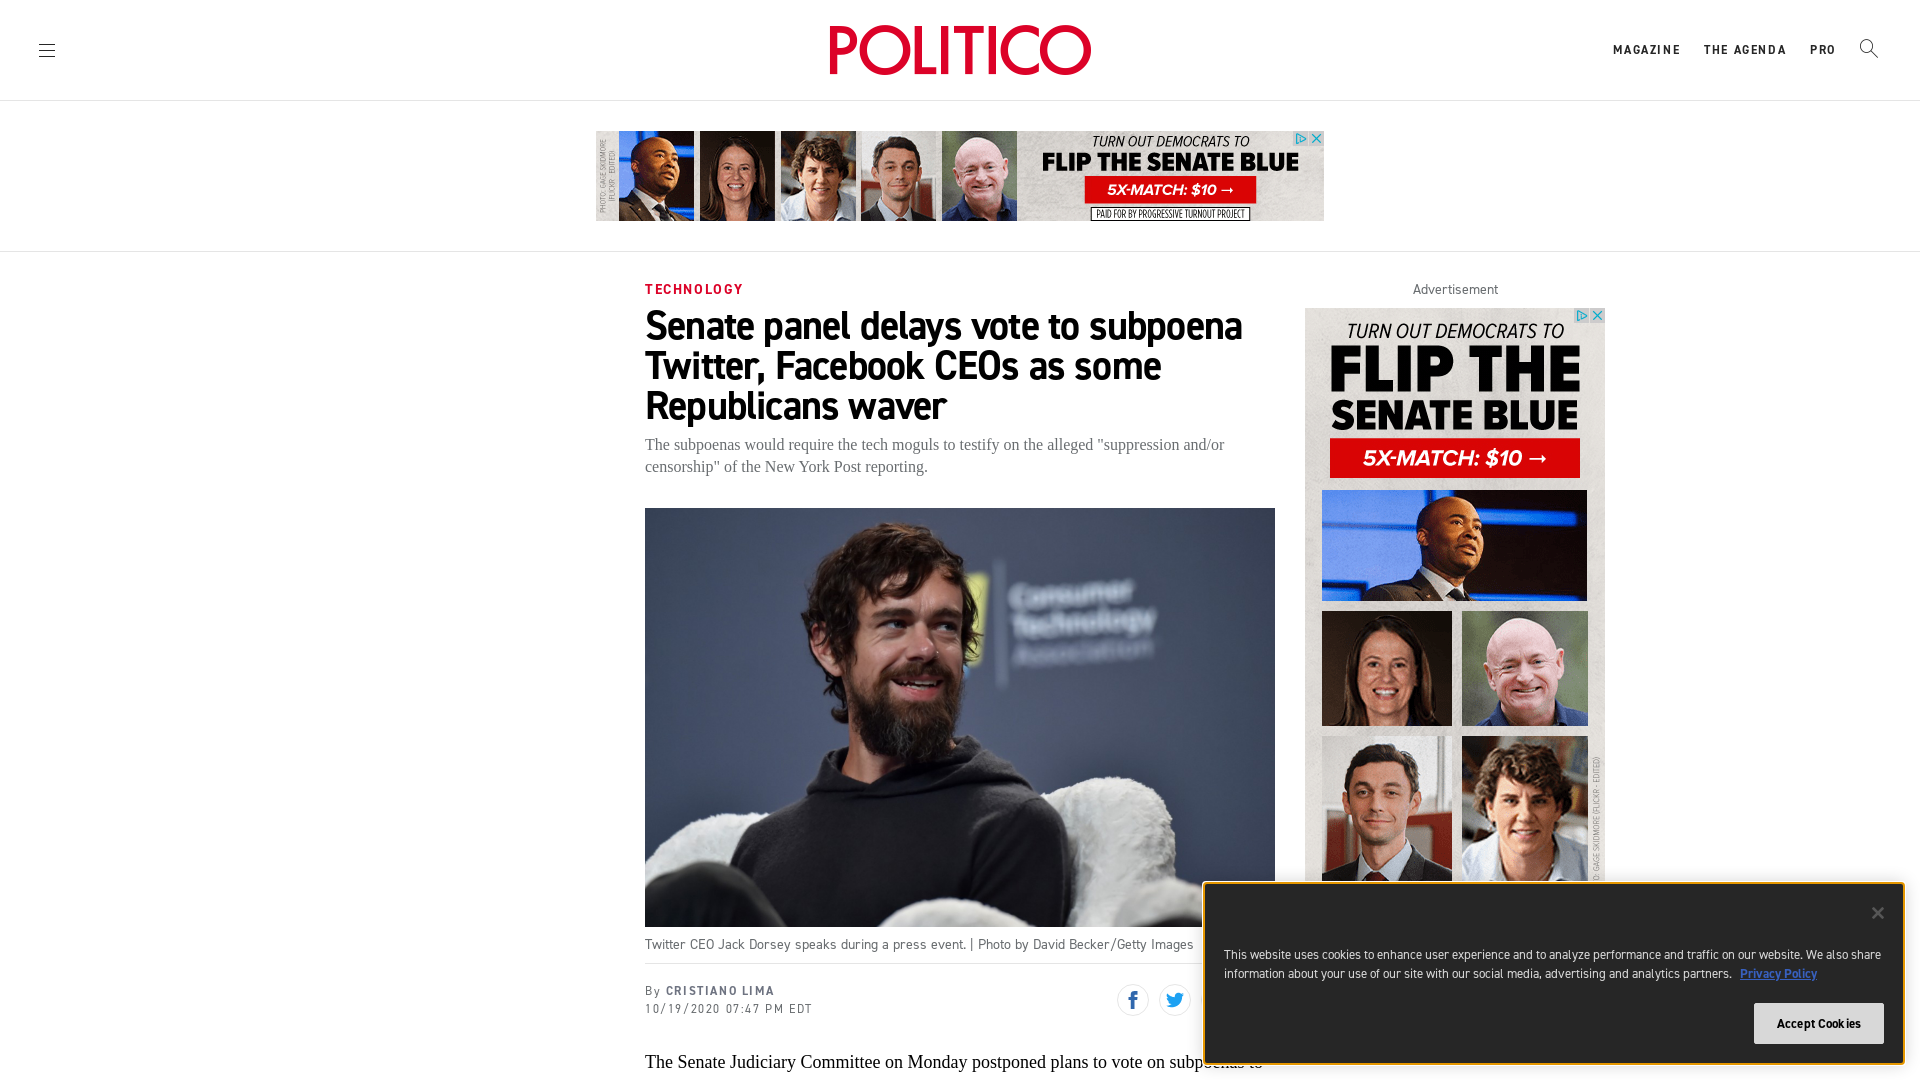 POLITICO
MAGAZINE
THE AGENDA
PRO
PHOTO: GAGE SKIDMORE
(FLICKR - EDITED)
TURN OUT DEMOCRATS TO
FLIP THE SENATE BLUE
5X-MATCH: $10 →
PAID FOR BY PROGRESSIVE TURNOUT PROJECT
TECHNOLOGY
Senate panel delays vote to subpoena
Twitter, Facebook CEOs as some
Republicans waver
The subpoenas would require the tech moguls to testify on the alleged "suppression and/or
censorship" of the New York Post reporting.
Consumer
Technology
Association
Twitter CEO Jack Dorsey speaks during a press event. | Photo by David Becker/Getty Images
By CRISTIANO LIMA
10/19/2020 07:47 PM EDT
The Senate Judiciary Committee on Monday postponed plans to vote on subpoenas to
Advertisement
TURN OUT DEMOCRATS TO
FLIP THE
SENATE BLUE
5X-MATCH: $10 →
GAGE SKIDMORE (FLICKR - EDITED)
This website uses cookies to enhance user experience and to analyze performance and traffic on our website. We also share
information about your use of our site with our social media, advertising and analytics partners. Privacy Policy
Accept Cookies